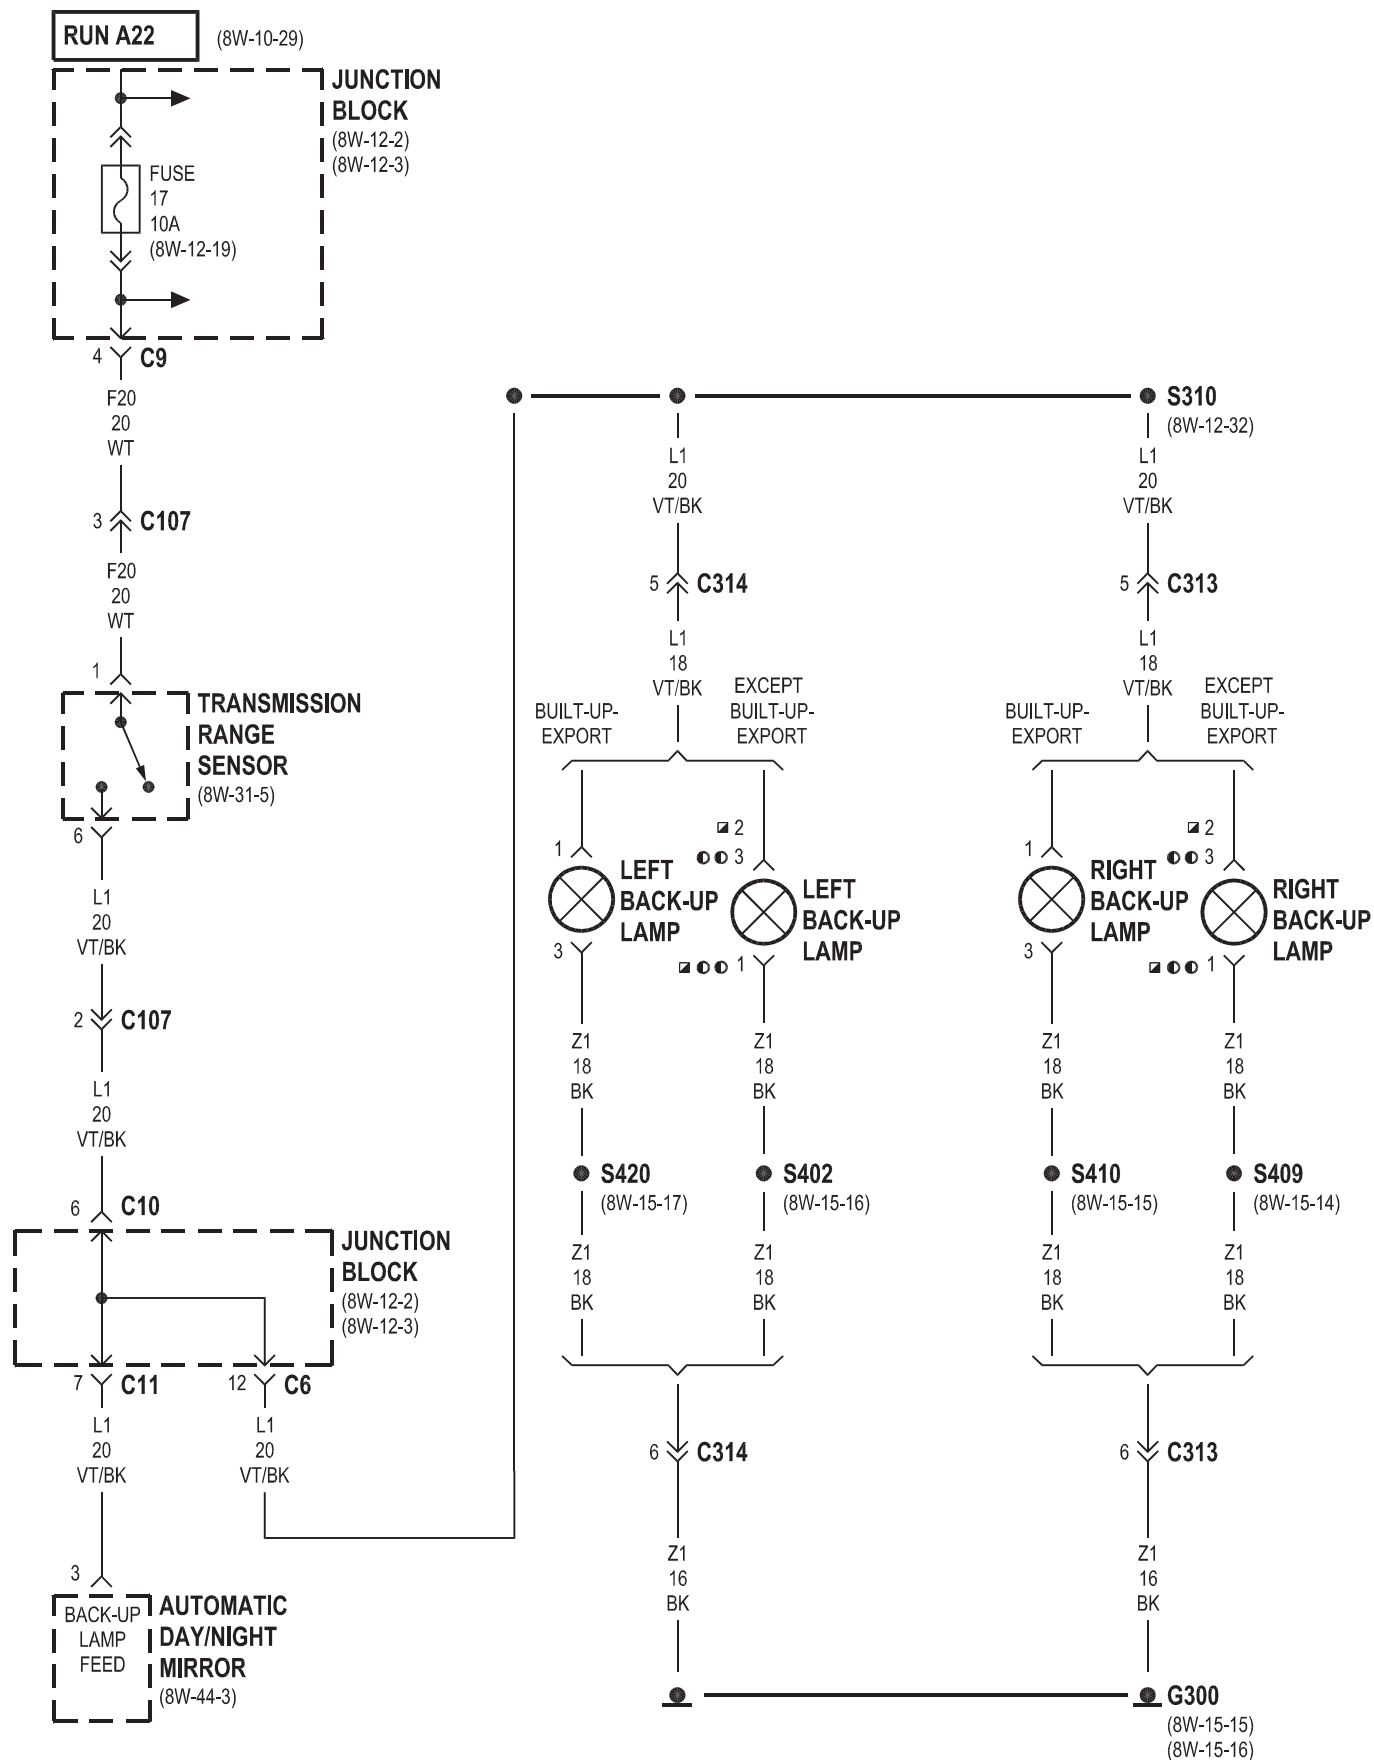 RUN A22
(8W-10-29)
JUNCTION
BLOCK
(8W-12-2)
(8W-12-3)
FUSE
17
10A
(8W-12-19)
4
C9
F20
20
WT
3
C107
F20
20
WT
1
TRANSMISSION
RANGE
SENSOR
(8W-31-5)
6
L1
20
VT/BK
2
C107
L1
20
VT/BK
6
C10
JUNCTION
BLOCK
(8W-12-2)
(8W-12-3)
7
C11
12
C6
L1
20
VT/BK
L1
20
VT/BK
3
BACK-UP
LAMP
FEED
AUTOMATIC
DAY/NIGHT
MIRROR
(8W-44-3)
S310
(8W-12-32)
L1
20
VT/BK
L1
20
VT/BK
5
C314
5
C313
L1
18
VT/BK
L1
18
VT/BK
BUILT-UP-
EXPORT
EXCEPT
BUILT-UP-
EXPORT
BUILT-UP-
EXPORT
EXCEPT
BUILT-UP-
EXPORT
1
2
3
LEFT
BACK-UP
LAMP
LEFT
BACK-UP
LAMP
3
1
1
2
3
RIGHT
BACK-UP
LAMP
RIGHT
BACK-UP
LAMP
3
1
Z1
18
BK
Z1
18
BK
Z1
18
BK
Z1
18
BK
S420
(8W-15-17)
S402
(8W-15-16)
S410
(8W-15-15)
S409
(8W-15-14)
Z1
18
BK
Z1
18
BK
Z1
18
BK
Z1
18
BK
6
C314
6
C313
Z1
16
BK
Z1
16
BK
G300
(8W-15-15)
(8W-15-16)